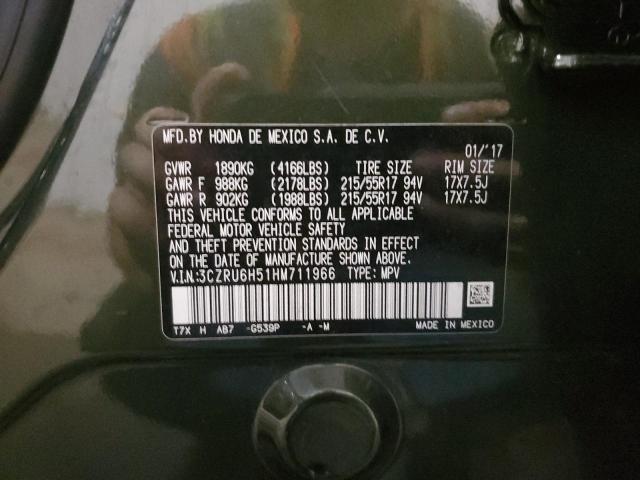 MFD.BY HONDA DE MEXICO S.A. DE C.V.
01/'17
GVWR 1890KG (4166LBS) TIRE SIZE RIM SIZE
GAWR F 988KG (2178LBS) 215/55R17 94V 17X7.5J
GAWR R 902KG (1988LBS) 215/55R17 94V 17X7.5J
THIS VEHICLE CONFORMS TO ALL APPLICABLE
FEDERAL MOTOR VEHICLE SAFETY
AND THEFT PREVENTION STANDARDS IN EFFECT
ON THE DATE OF MANUFACTURE SHOWN ABOVE.
V.I.N:3CZRU6H51HM711966 TYPE: MPV
T7X H AB7 -G539P -A -M MADE IN MEXICO